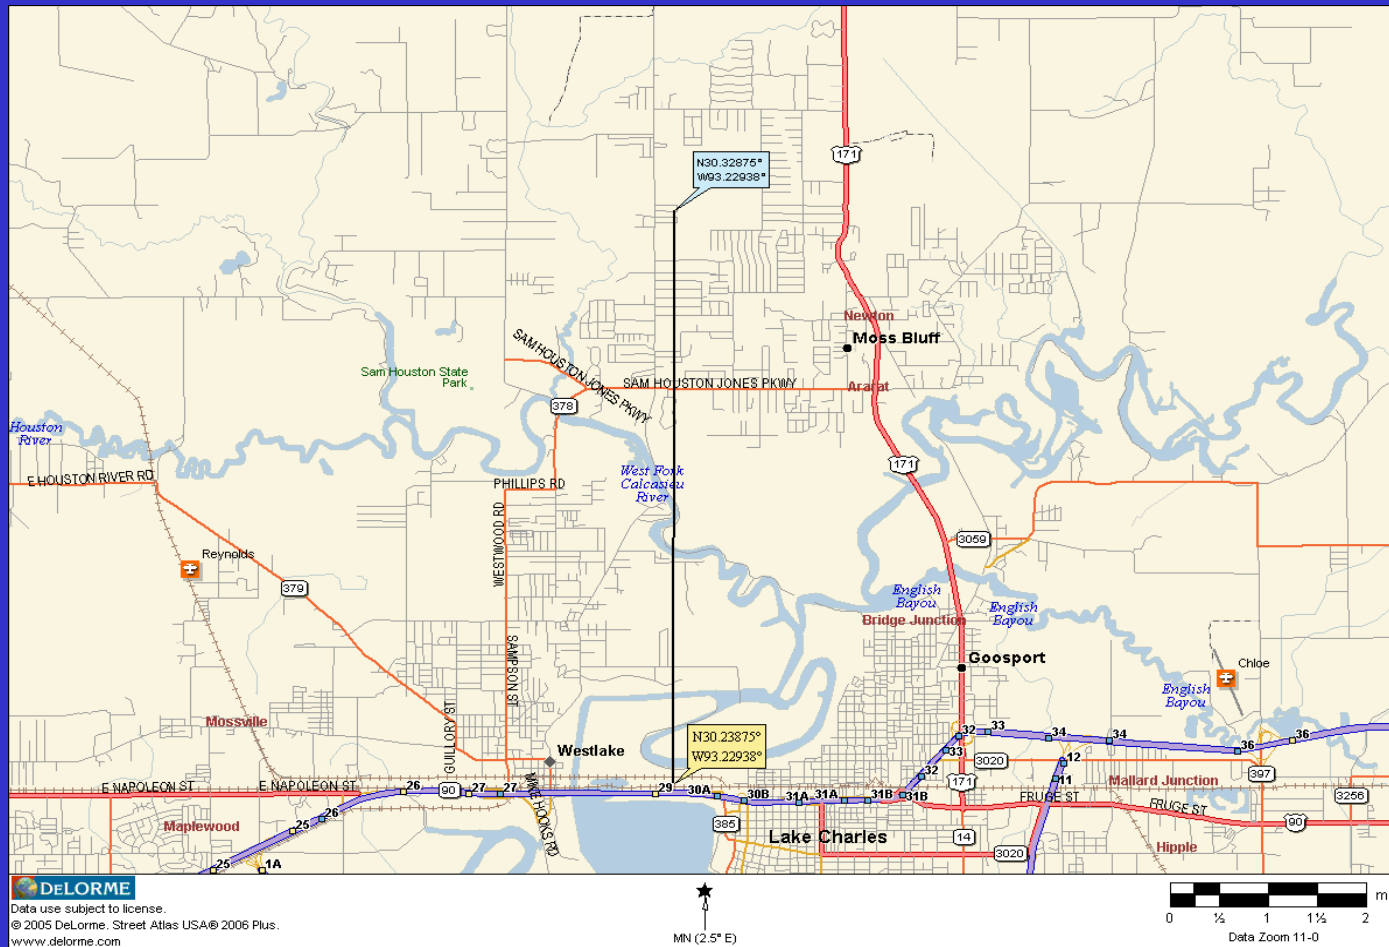 171
N30.32875°
W93.22938°
Newton
Moss Bluff
SAM HOUSTON JONES PKWY
Sam Houston State
Park
SAM HOUSTON JONES PKWY
Ararat
378
Houston
River
171
West Fork
Calcasieu
River
E HOUSTON RIVER RD
PHILLIPS RD
WESTWOOD RD
3059
Reynolds
379
English
Bayou
English
Bayou
Bridge Junction
SAMPSON ST
Goosport
Chloe
English
Bayou
Mossville
GUILLORY ST
N30.23875°
W93.22938°
Westlake
32
33
34
34
36
36
33
3020
12
397
E NAPOLEON ST
E NAPOLEON ST
26
90
27
27
MIKE HOOKS RD
29
30A
30B
31A
31A
31B
31B
32
171
11
Mallard Junction
FRUGE ST
FRUGE ST
3256
Maplewood
25
26
385
90
Lake Charles
14
Hipple
25
1A
3020
DELORME
Data use subject to license.
© 2005 DeLorme. Street Atlas USA® 2006 Plus.
www.delorme.com
MN (2.5° E)
m
0 ½ 1 1½ 2
Data Zoom 11-0